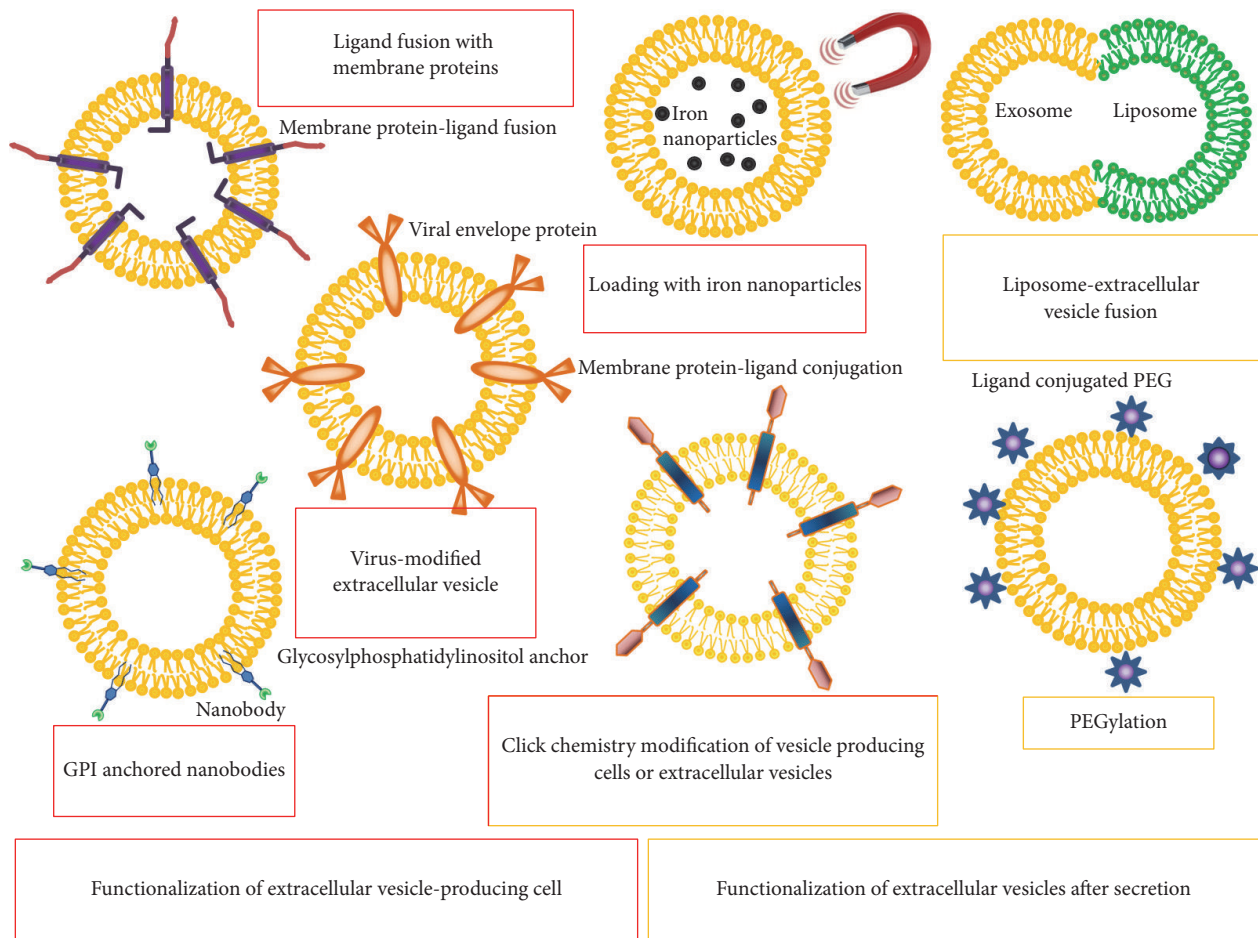 Ligand fusion with
membrane proteins
Membrane protein-ligand fusion
Iron
nanoparticles
Exosome
Liposome
Viral envelope protein
Loading with iron nanoparticles
Liposome-extracellular
vesicle fusion
Membrane protein-ligand conjugation
Ligand conjugated PEG
Virus-modified
extracellular vesicle
Glycosylphosphatidylinositol anchor
Nanobody
GPI anchored nanobodies
Click chemistry modification of vesicle producing
cells or extracellular vesicles
PEGylation
Functionalization of extracellular vesicle-producing cell
Functionalization of extracellular vesicles after secretion